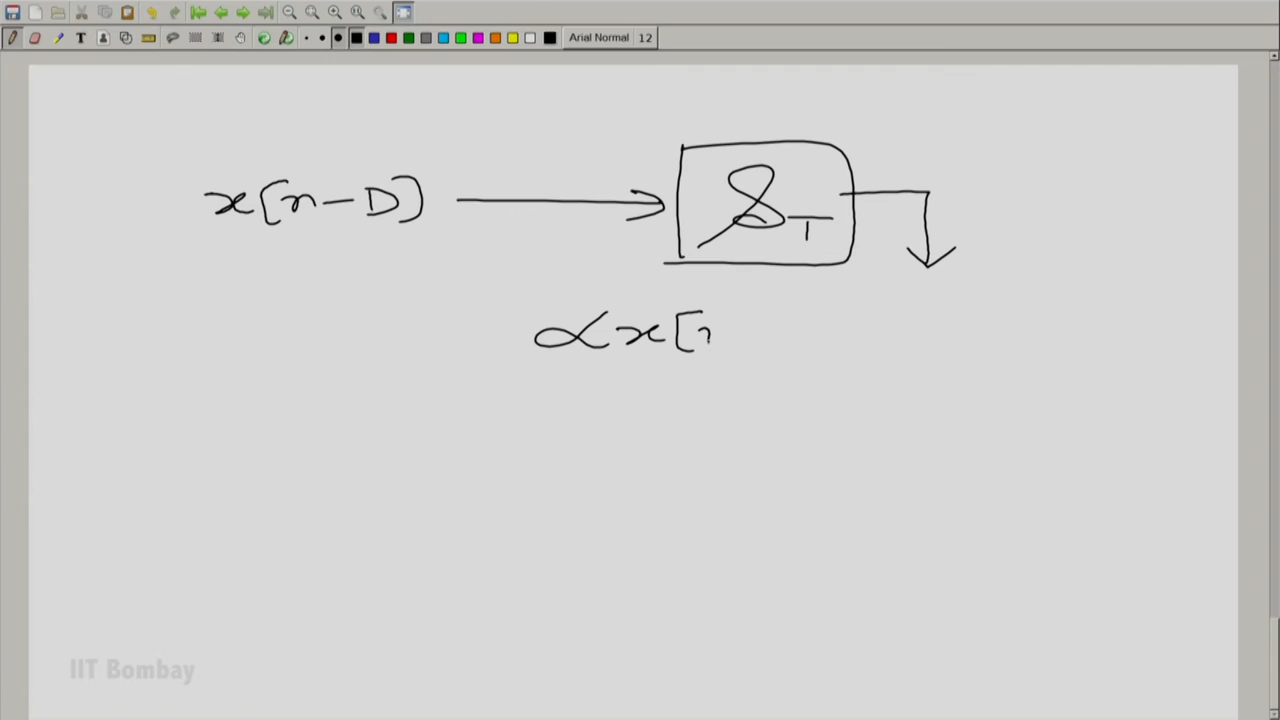 Arial Normal 12
x[n-D]
S_T
αx[
IIT Bombay